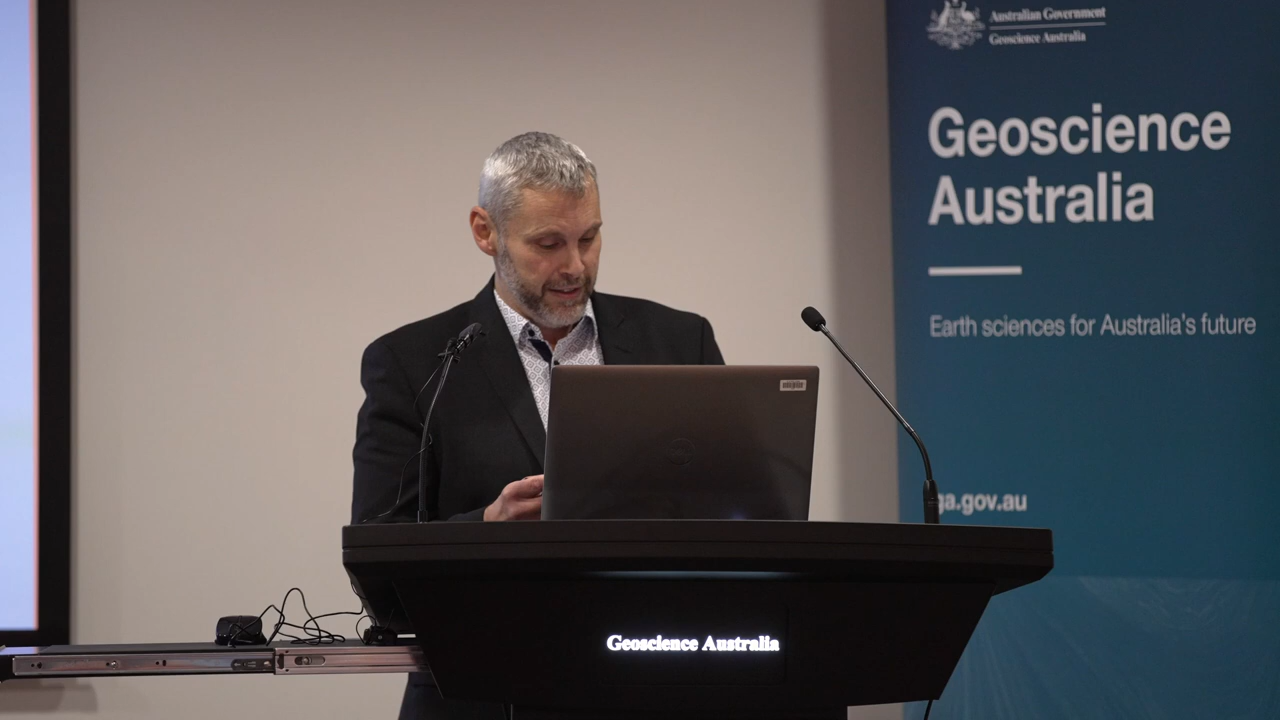 Australian Government
Geoscience Australia
Geoscience
Australia
Earth sciences for Australia's future
ga.gov.au
Geoscience Australia